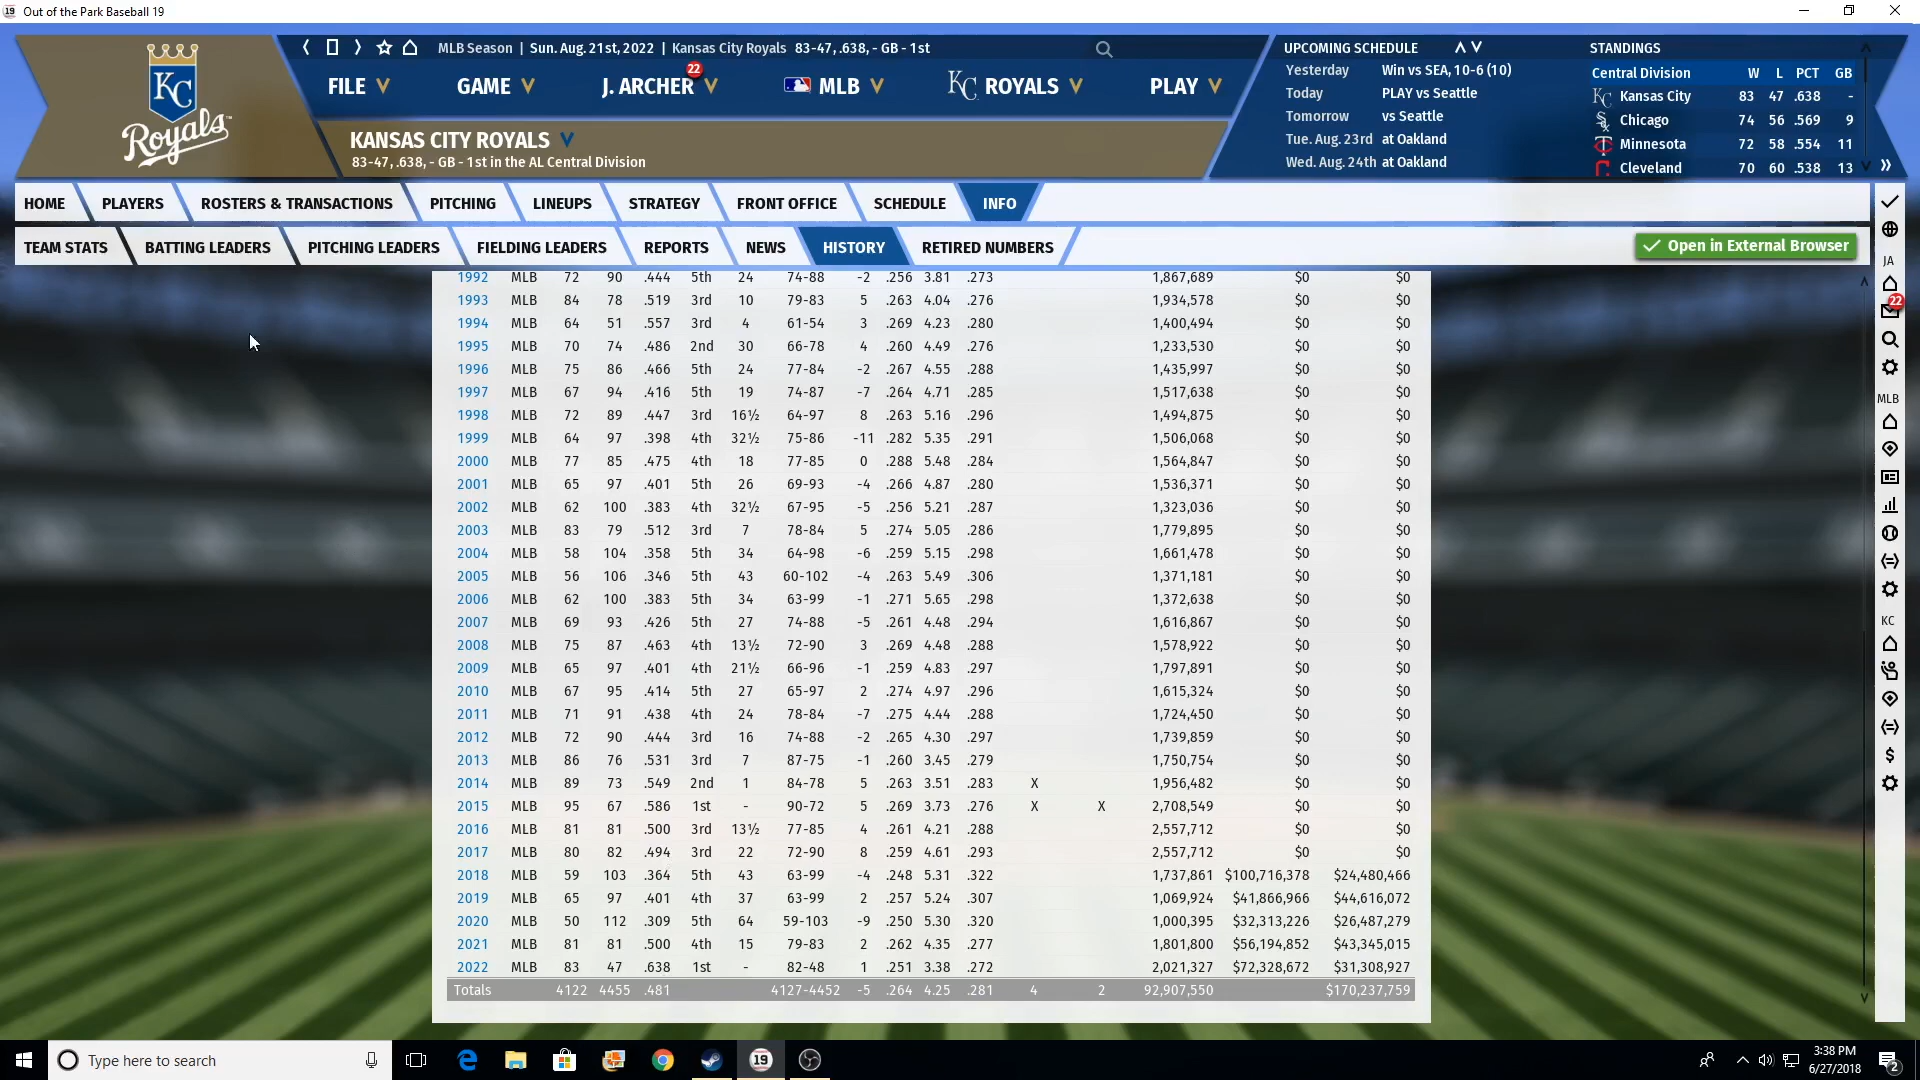 Out of the Park Baseball 19
MLB Season | Sun. Aug. 21st, 2022 | Kansas City Royals 83-47, .638, - GB - 1st
FILE GAME J. ARCHER 22 MLB KC ROYALS PLAY
KC Royals
KANSAS CITY ROYALS
83-47, .638, - GB - 1st in the AL Central Division
UPCOMING SCHEDULE
Yesterday Win vs SEA, 10-6 (10)
Today PLAY vs Seattle
Tomorrow vs Seattle
Tue. Aug. 23rd at Oakland
Wed. Aug. 24th at Oakland
STANDINGS
Central Division W L PCT GB
Kansas City 83 47 .638 -
Chicago 74 56 .569 9
Minnesota 72 58 .554 11
Cleveland 70 60 .538 13
HOME PLAYERS ROSTERS & TRANSACTIONS PITCHING LINEUPS STRATEGY FRONT OFFICE SCHEDULE INFO
TEAM STATS BATTING LEADERS PITCHING LEADERS FIELDING LEADERS REPORTS NEWS HISTORY RETIRED NUMBERS Open in External Browser
1992 MLB 72 90 .444 5th 24 74-88 -2 .256 3.81 .273 1,867,689 $0 $0
1993 MLB 84 78 .519 3rd 10 79-83 5 .263 4.04 .276 1,934,578 $0 $0
1994 MLB 64 51 .557 3rd 4 61-54 3 .269 4.23 .280 1,400,494 $0 $0
1995 MLB 70 74 .486 2nd 30 66-78 4 .260 4.49 .276 1,233,530 $0 $0
1996 MLB 75 86 .466 5th 24 77-84 -2 .267 4.55 .288 1,435,997 $0 $0
1997 MLB 67 94 .416 5th 19 74-87 -7 .264 4.71 .285 1,517,638 $0 $0
1998 MLB 72 89 .447 3rd 16½ 64-97 8 .263 5.16 .296 1,494,875 $0 $0
1999 MLB 64 97 .398 4th 32½ 75-86 -11 .282 5.35 .291 1,506,068 $0 $0
2000 MLB 77 85 .475 4th 18 77-85 0 .288 5.48 .284 1,564,847 $0 $0
2001 MLB 65 97 .401 5th 26 69-93 -4 .266 4.87 .280 1,536,371 $0 $0
2002 MLB 62 100 .383 4th 32½ 67-95 -5 .256 5.21 .287 1,323,036 $0 $0
2003 MLB 83 79 .512 3rd 7 78-84 5 .274 5.05 .286 1,779,895 $0 $0
2004 MLB 58 104 .358 5th 34 64-98 -6 .259 5.15 .298 1,661,478 $0 $0
2005 MLB 56 106 .346 5th 43 60-102 -4 .263 5.49 .306 1,371,181 $0 $0
2006 MLB 62 100 .383 5th 34 63-99 -1 .271 5.65 .298 1,372,638 $0 $0
2007 MLB 69 93 .426 5th 27 74-88 -5 .261 4.48 .294 1,616,867 $0 $0
2008 MLB 75 87 .463 4th 13½ 72-90 3 .269 4.48 .288 1,578,922 $0 $0
2009 MLB 65 97 .401 4th 21½ 66-96 -1 .259 4.83 .297 1,797,891 $0 $0
2010 MLB 67 95 .414 5th 27 65-97 2 .274 4.97 .296 1,615,324 $0 $0
2011 MLB 71 91 .438 4th 24 78-84 -7 .275 4.44 .288 1,724,450 $0 $0
2012 MLB 72 90 .444 3rd 16 74-88 -2 .265 4.30 .297 1,739,859 $0 $0
2013 MLB 86 76 .531 3rd 7 87-75 -1 .260 3.45 .279 1,750,754 $0 $0
2014 MLB 89 73 .549 2nd 1 84-78 5 .263 3.51 .283 X 1,956,482 $0 $0
2015 MLB 95 67 .586 1st - 90-72 5 .269 3.73 .276 X X 2,708,549 $0 $0
2016 MLB 81 81 .500 3rd 13½ 77-85 4 .261 4.21 .288 2,557,712 $0 $0
2017 MLB 80 82 .494 3rd 22 72-90 8 .259 4.61 .293 2,557,712 $0 $0
2018 MLB 59 103 .364 5th 43 63-99 -4 .248 5.31 .322 1,737,861 $100,716,378 $24,480,466
2019 MLB 65 97 .401 4th 37 63-99 2 .257 5.24 .307 1,069,924 $41,866,966 $44,616,072
2020 MLB 50 112 .309 5th 64 59-103 -9 .250 5.30 .320 1,000,395 $32,313,226 $26,487,279
2021 MLB 81 81 .500 4th 15 79-83 2 .262 4.35 .277 1,801,800 $56,194,852 $43,345,015
2022 MLB 83 47 .638 1st - 82-48 1 .251 3.38 .272 2,021,327 $72,328,672 $31,308,927
Totals 4122 4455 .481 4127-4452 -5 .264 4.25 .281 4 2 92,907,550 $170,237,759
JA
22
MLB
KC
Type here to search
19
3:38 PM
6/27/2018
2